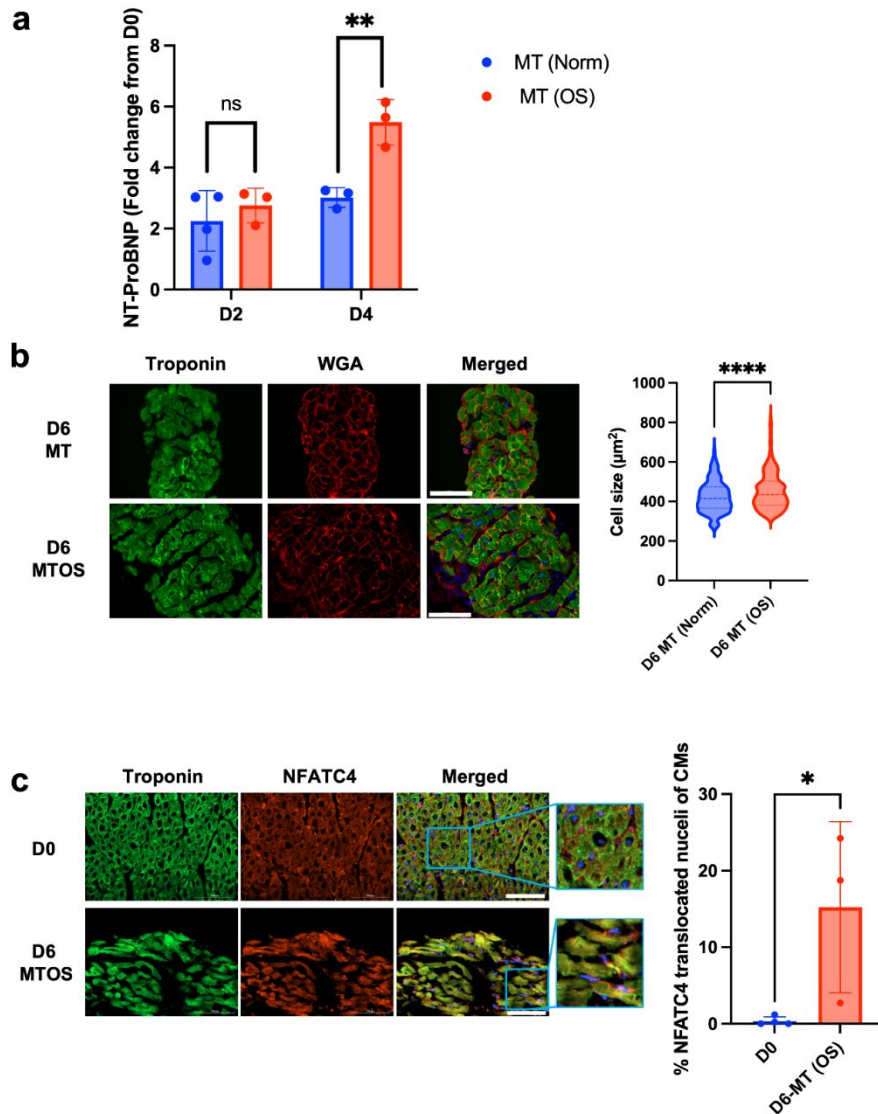 a
NT-ProBNP (Fold change from D0)
8
6
4
2
0
ns
**
D2
D4
MT (Norm)
MT (OS)
b
Troponin
WGA
Merged
D6
MT
D6
MTOS
****
Cell size (µm²)
1000
800
600
400
200
0
D6 MT (Norm)
D6 MT (OS)
c
Troponin
NFATC4
Merged
D0
D6
MTOS
% NFATC4 translocated nuceli of CMs
*
30
20
10
0
D0
D6-MT (OS)